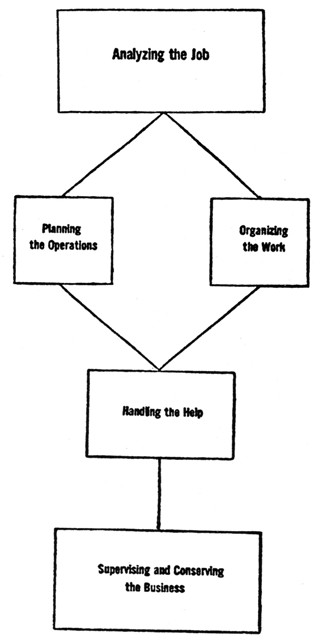 Analyzing the Job
Planning
the Operations
Organizing
the Work
Handling the Help
Supervising and Conserving
the Business